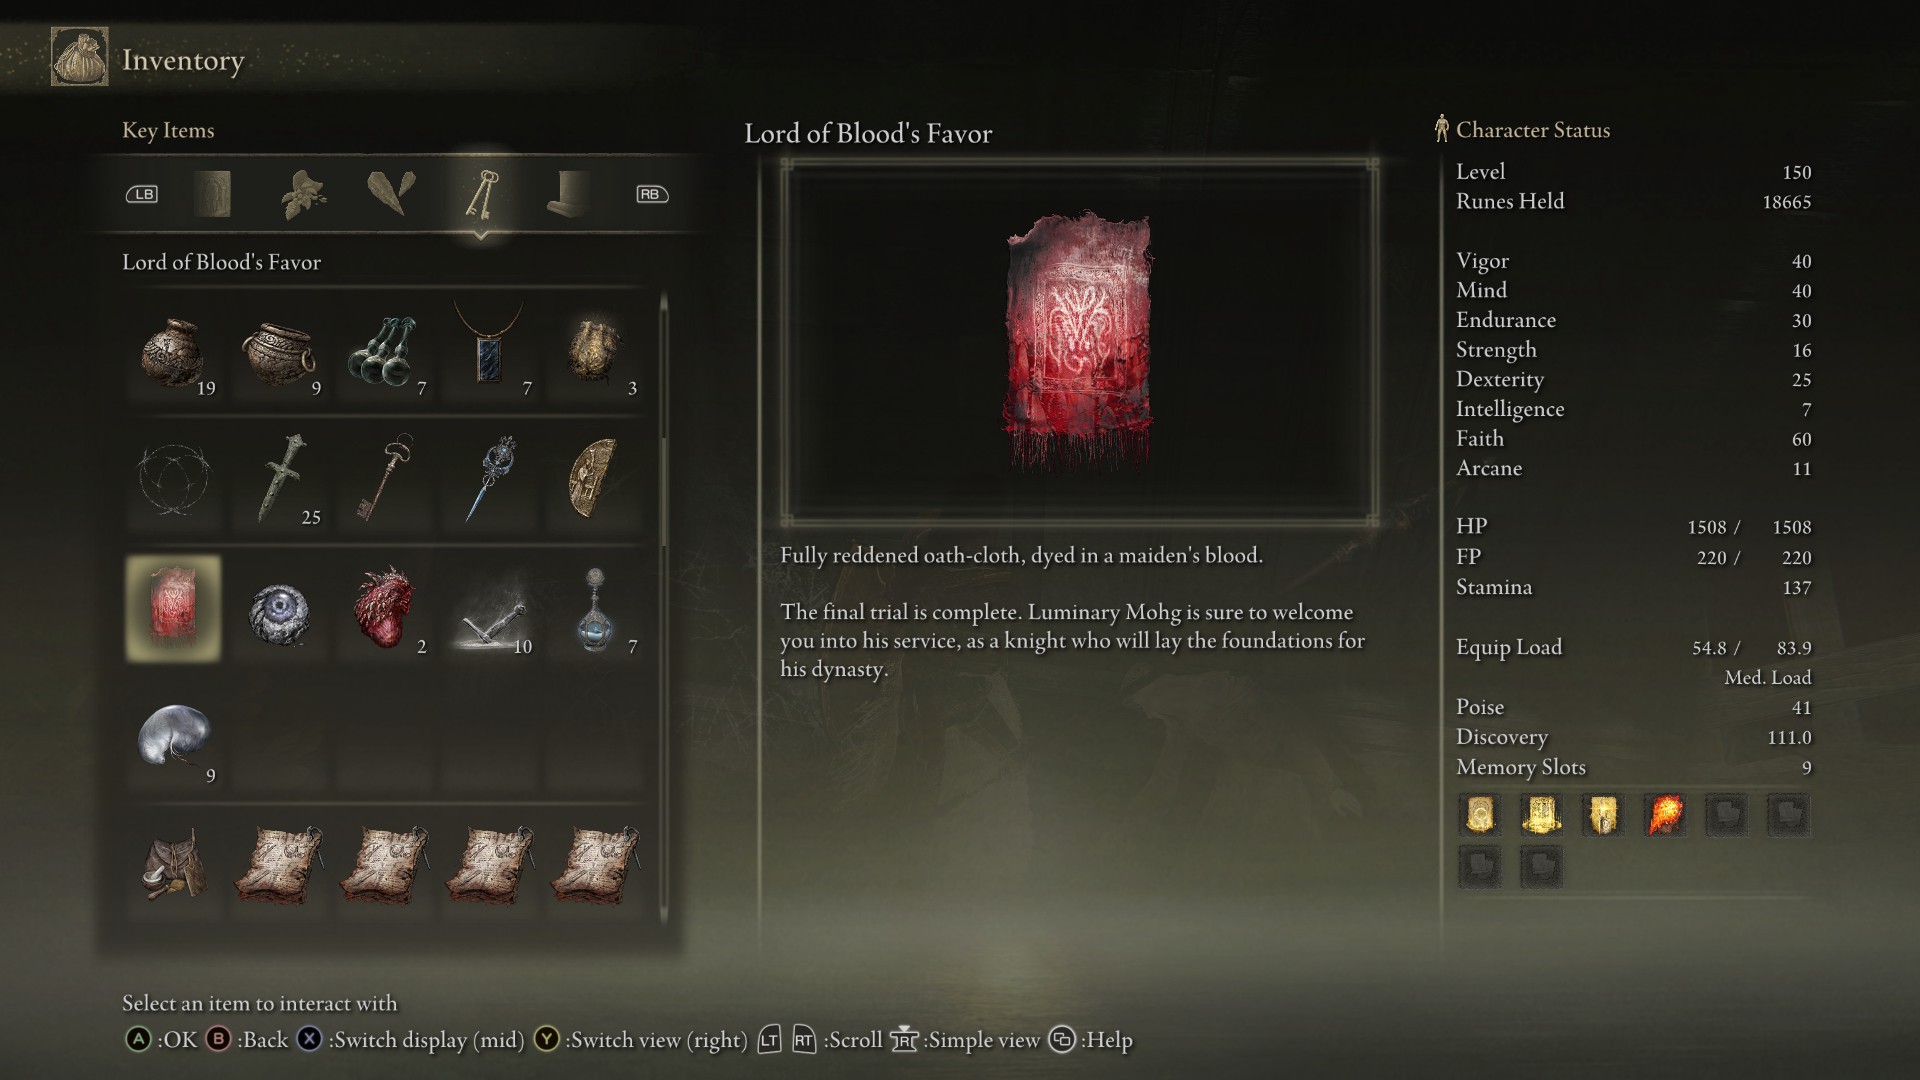 Inventory
Key Items
LB
RB
Lord of Blood's Favor
19
9
7
7
3
25
2
10
7
9
Lord of Blood's Favor
Fully reddened oath-cloth, dyed in a maiden's blood.
The final trial is complete. Luminary Mohg is sure to welcome
you into his service, as a knight who will lay the foundations for
his dynasty.
Character Status
Level 150
Runes Held 18665
Vigor 40
Mind 40
Endurance 30
Strength 16
Dexterity 25
Intelligence 7
Faith 60
Arcane 11
HP 1508 / 1508
FP 220 / 220
Stamina 137
Equip Load 54.8 / 83.9
Med. Load
Poise 41
Discovery 111.0
Memory Slots 9
Select an item to interact with
A :OK B :Back X :Switch display (mid) Y :Switch view (right) LT RT :Scroll R :Simple view :Help